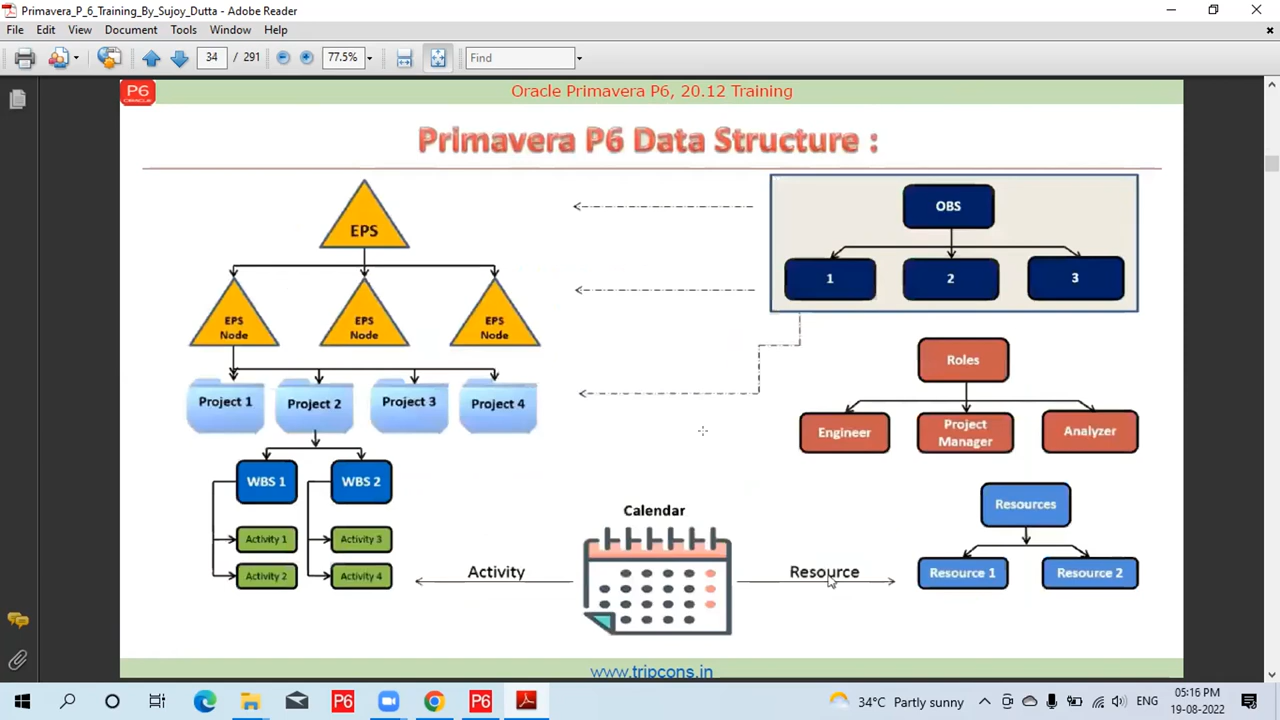 Primavera_P_6_Training_By_Sujoy_Dutta - Adobe Reader
File Edit View Document Tools Window Help
34 / 291 77.5% Find
P6
ORACLE
Oracle Primavera P6, 20.12 Training
Primavera P6 Data Structure :
EPS
OBS
1 2 3
EPS Node
EPS Node
EPS Node
Project 1 Project 2 Project 3 Project 4
Roles
Engineer
Project Manager
Analyzer
WBS 1 WBS 2
Activity 1
Activity 2
Activity 3
Activity 4
Calendar
Activity
Resource
Resources
Resource 1 Resource 2
www.tripcons.in
P6 P6
34°C Partly sunny ENG
05:16 PM
19-08-2022